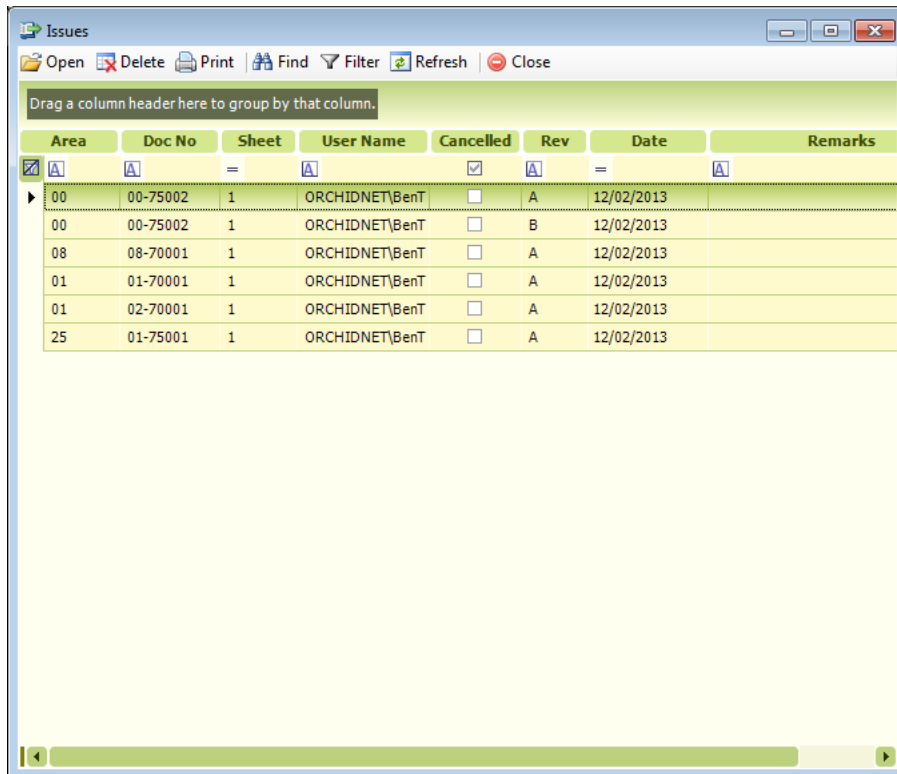 Issues
Open Delete Print Find Filter Refresh Close
Drag a column header here to group by that column.
Area Doc No Sheet User Name Cancelled Rev Date Remarks
A A = A A = A
00 00-75002 1 ORCHIDNET\BenT A 12/02/2013
00 00-75002 1 ORCHIDNET\BenT B 12/02/2013
08 08-70001 1 ORCHIDNET\BenT A 12/02/2013
01 01-70001 1 ORCHIDNET\BenT A 12/02/2013
01 02-70001 1 ORCHIDNET\BenT A 12/02/2013
25 01-75001 1 ORCHIDNET\BenT A 12/02/2013